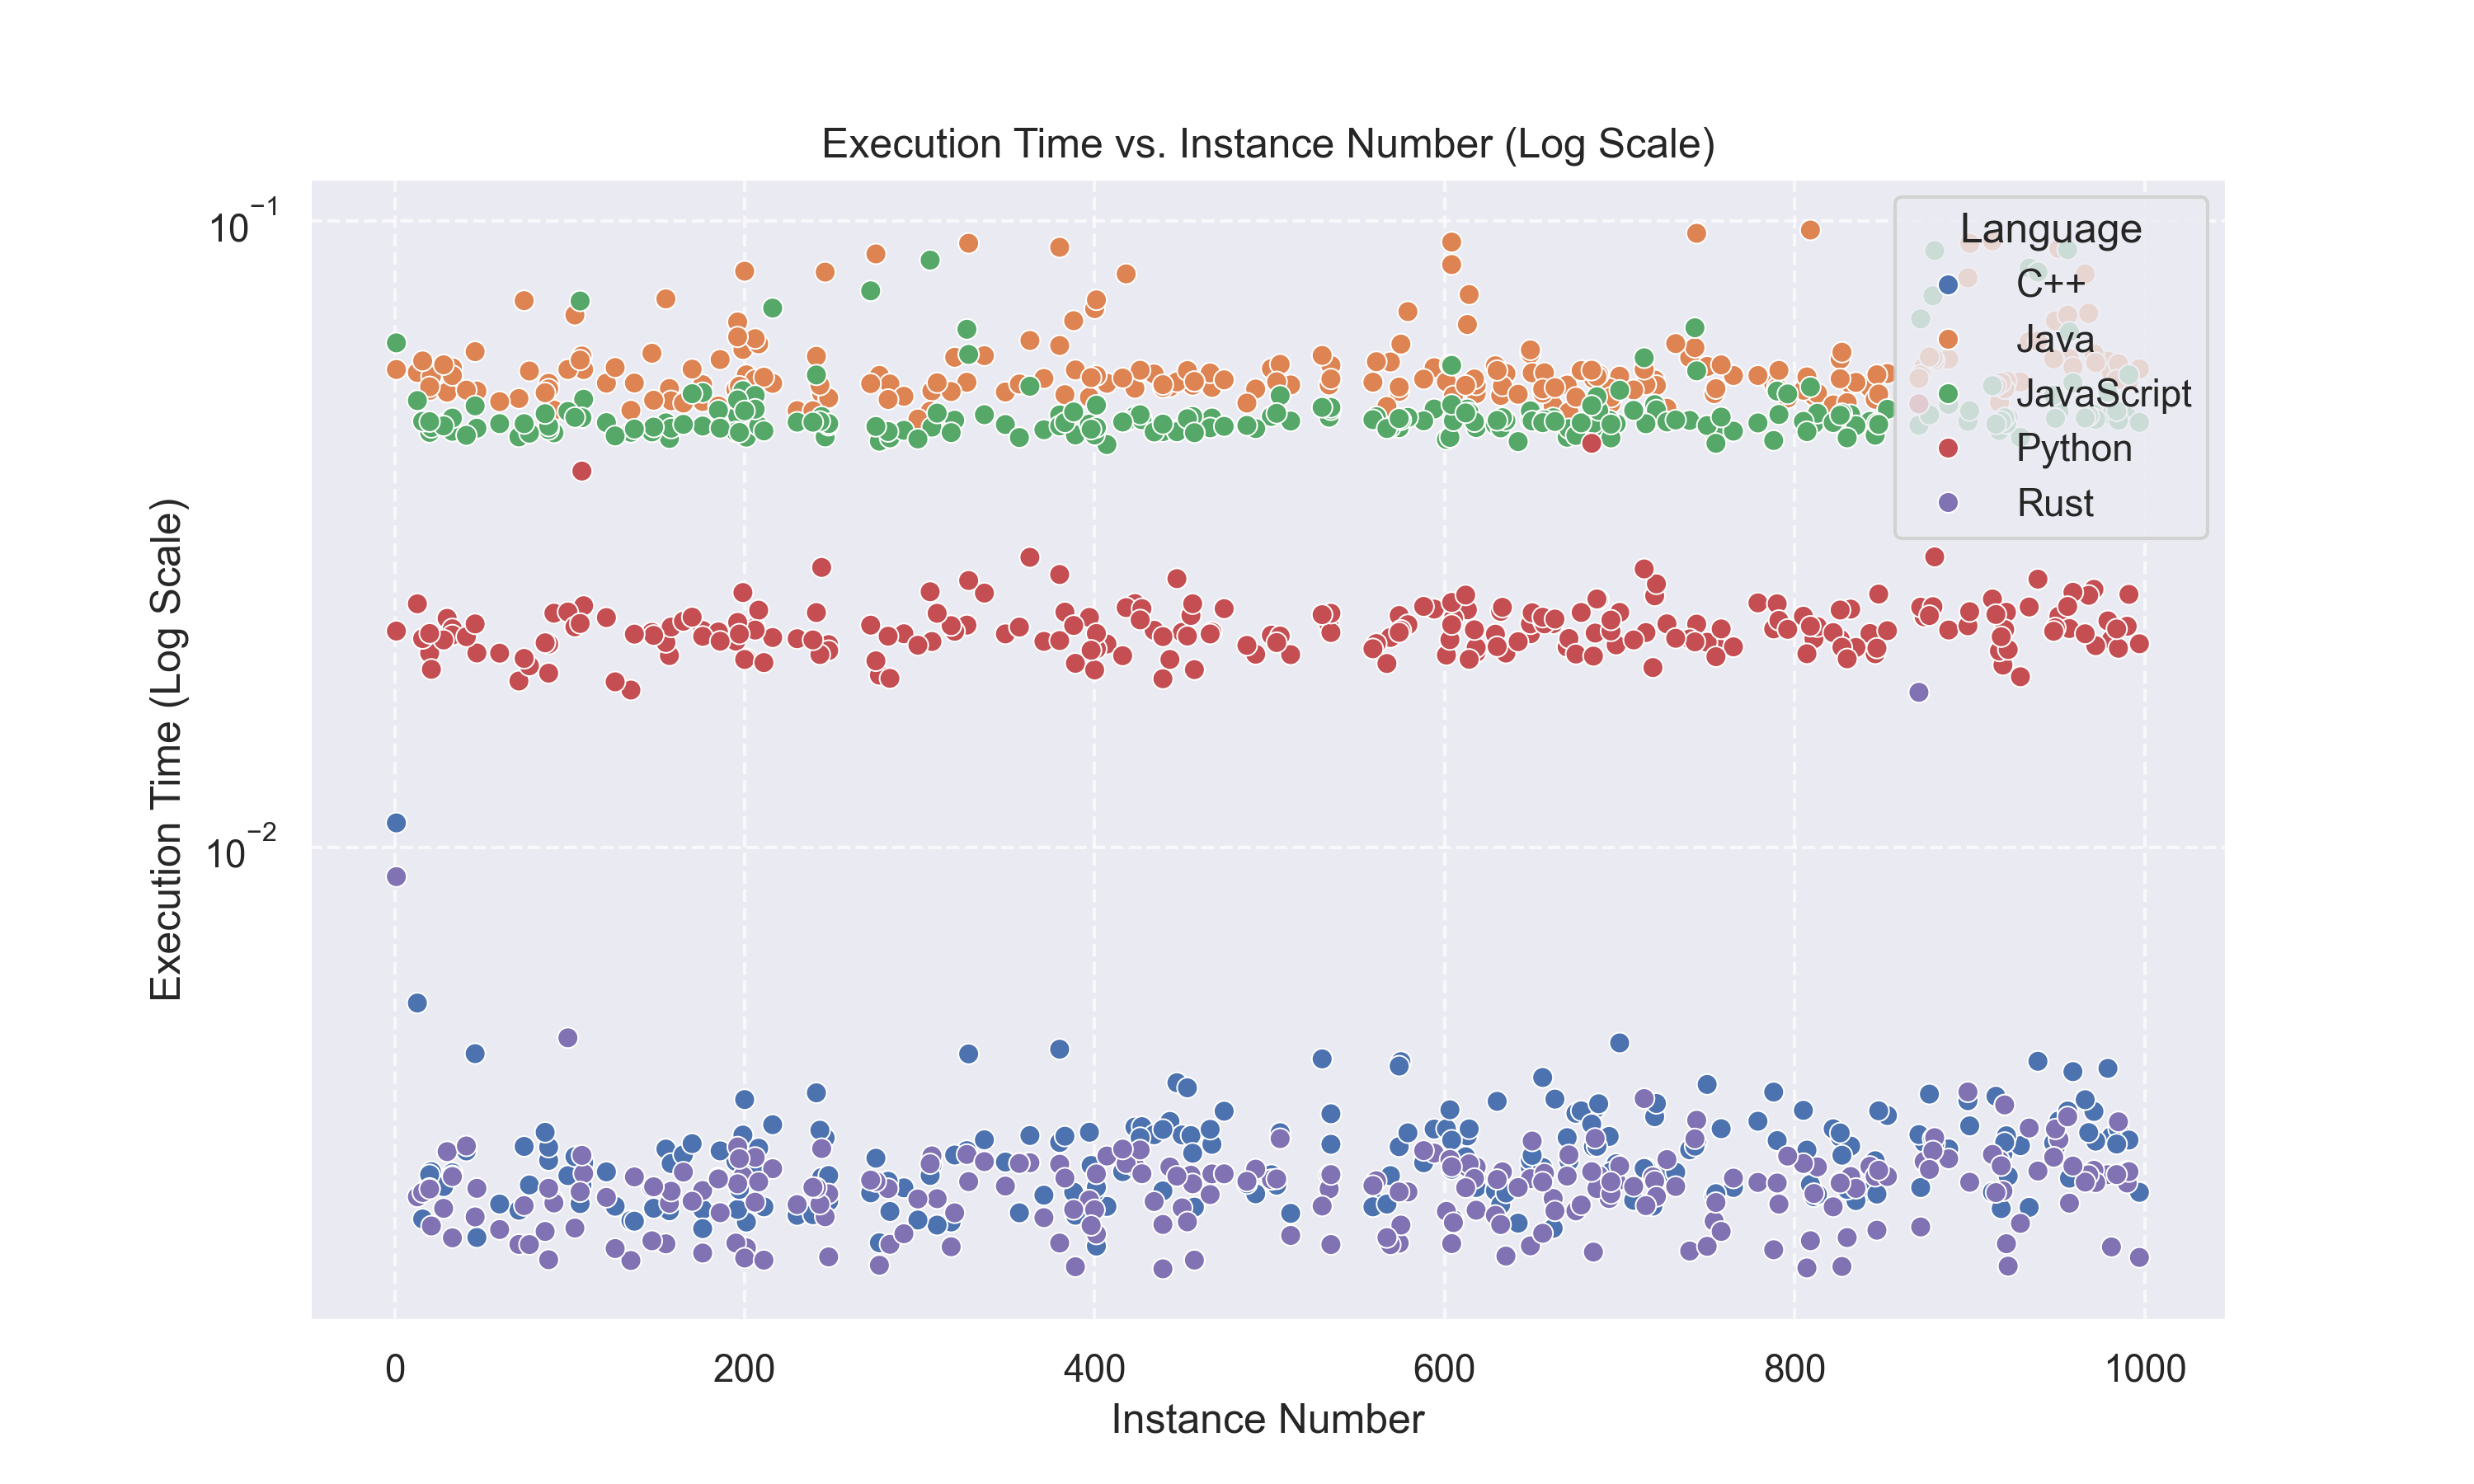 Execution Time vs. Instance Number (Log Scale)
Execution Time (Log Scale)
10⁻¹
10⁻²
Language
C++
Java
JavaScript
Python
Rust
0 200 400 600 800 1000
Instance Number